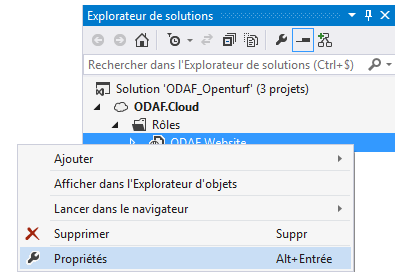 Explorateur de solutions
Rechercher dans l'Explorateur de solutions (Ctrl+$)
Solution 'ODAF_Openturf' (3 projets)
ODAF.Cloud
Rôles
ODAF.Website
Ajouter
Afficher dans l'Explorateur d'objets
Lancer dans le navigateur
Supprimer Suppr
Propriétés Alt+Entrée